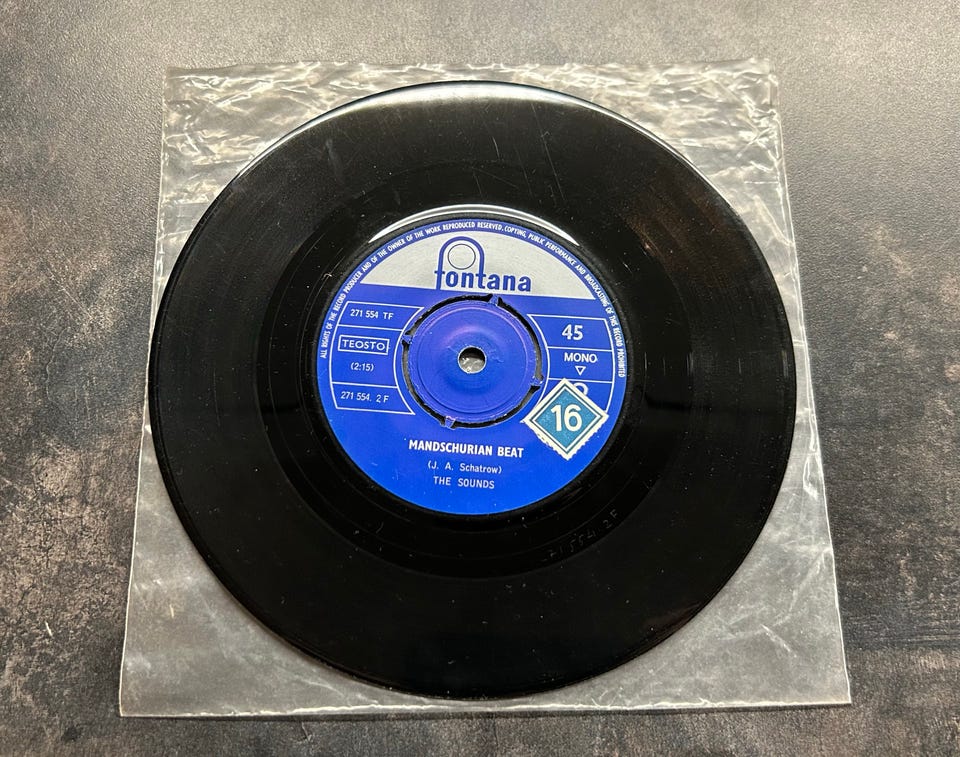 ALL RIGHTS OF THE RECORD PRODUCER AND OF THE OWNER OF THE WORK REPRODUCED RESERVED. COPYING, PUBLIC PERFORMANCE AND BROADCASTING OF THIS RECORD PROHIBITED
fontana
271 554 TF
TEOSTO
(2:15)
271 554. 2 F
45
MONO
16
MANDSCHURIAN BEAT
(J. A. Schatrow)
THE SOUNDS